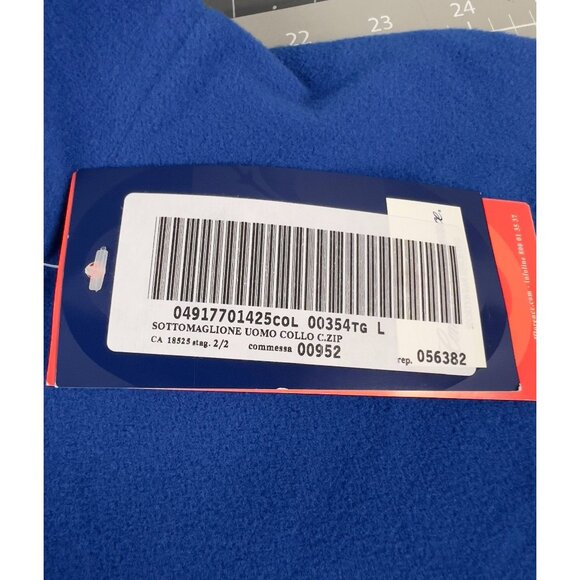 22 23 24
04917701425COL 00354TG L
SOTTOMAGLIONE UOMO COLLO C.ZIP
CA 18525 stag. 2/2 commessa 00952
rep. 056382